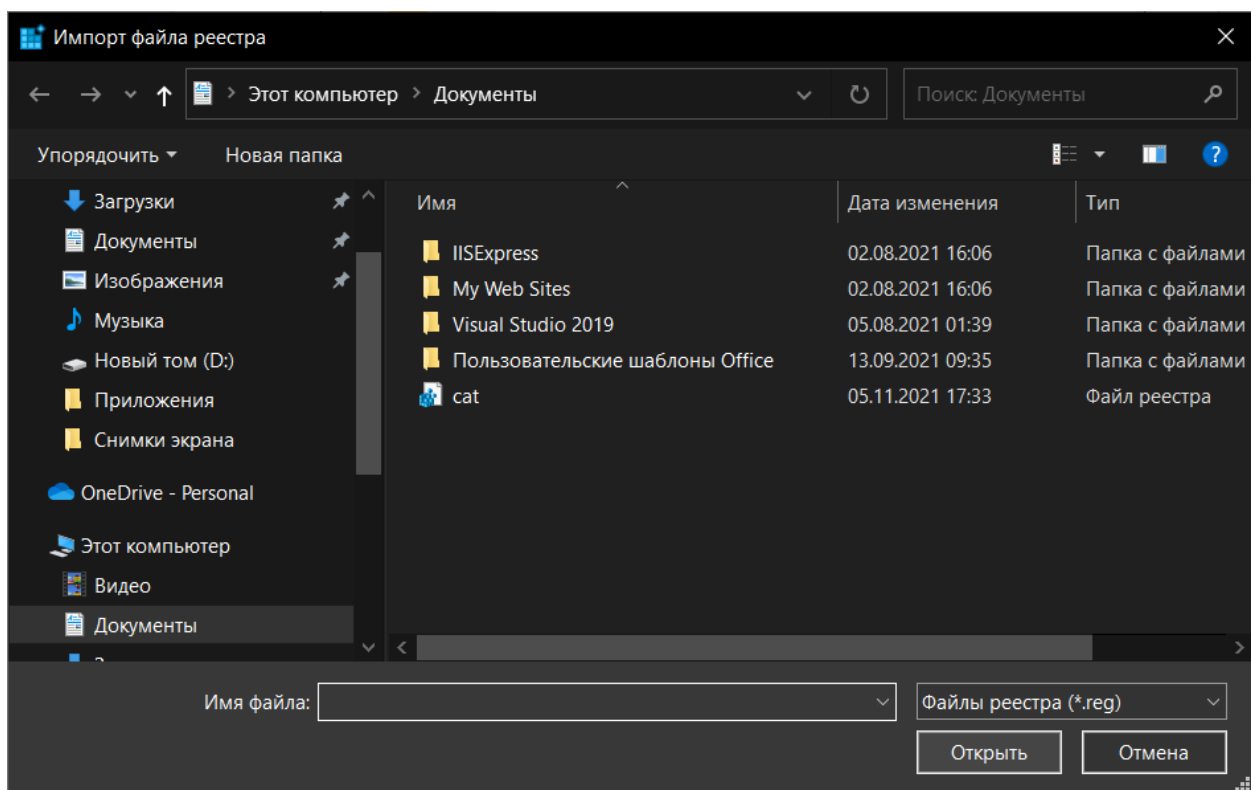 Импорт файла реестра
Этот компьютер > Документы
Поиск: Документы
Упорядочить
Новая папка
Загрузки
Документы
Изображения
Музыка
Новый том (D:)
Приложения
Снимки экрана
OneDrive - Personal
Этот компьютер
Видео
Документы
Имя Дата изменения Тип
IISExpress 02.08.2021 16:06 Папка с файлами
My Web Sites 02.08.2021 16:06 Папка с файлами
Visual Studio 2019 05.08.2021 01:39 Папка с файлами
Пользовательские шаблоны Office 13.09.2021 09:35 Папка с файлами
cat 05.11.2021 17:33 Файл реестра
Имя файла:
Файлы реестра (*.reg)
Открыть
Отмена